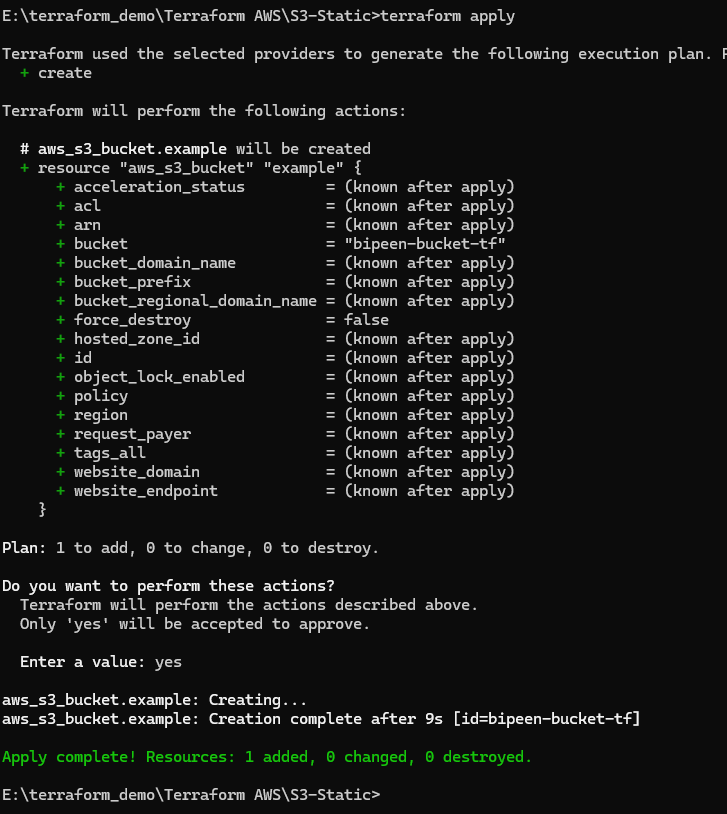 E:\terraform_demo\Terraform AWS\S3-Static>terraform apply
Terraform used the selected providers to generate the following execution plan.
+ create
Terraform will perform the following actions:
# aws_s3_bucket.example will be created
+ resource "aws_s3_bucket" "example" {
+ acceleration_status = (known after apply)
+ acl = (known after apply)
+ arn = (known after apply)
+ bucket = "bipeen-bucket-tf"
+ bucket_domain_name = (known after apply)
+ bucket_prefix = (known after apply)
+ bucket_regional_domain_name = (known after apply)
+ force_destroy = false
+ hosted_zone_id = (known after apply)
+ id = (known after apply)
+ object_lock_enabled = (known after apply)
+ policy = (known after apply)
+ region = (known after apply)
+ request_payer = (known after apply)
+ tags_all = (known after apply)
+ website_domain = (known after apply)
+ website_endpoint = (known after apply)
}
Plan: 1 to add, 0 to change, 0 to destroy.
Do you want to perform these actions?
Terraform will perform the actions described above.
Only 'yes' will be accepted to approve.
Enter a value: yes
aws_s3_bucket.example: Creating...
aws_s3_bucket.example: Creation complete after 9s [id=bipeen-bucket-tf]
Apply complete! Resources: 1 added, 0 changed, 0 destroyed.
E:\terraform_demo\Terraform AWS\S3-Static>